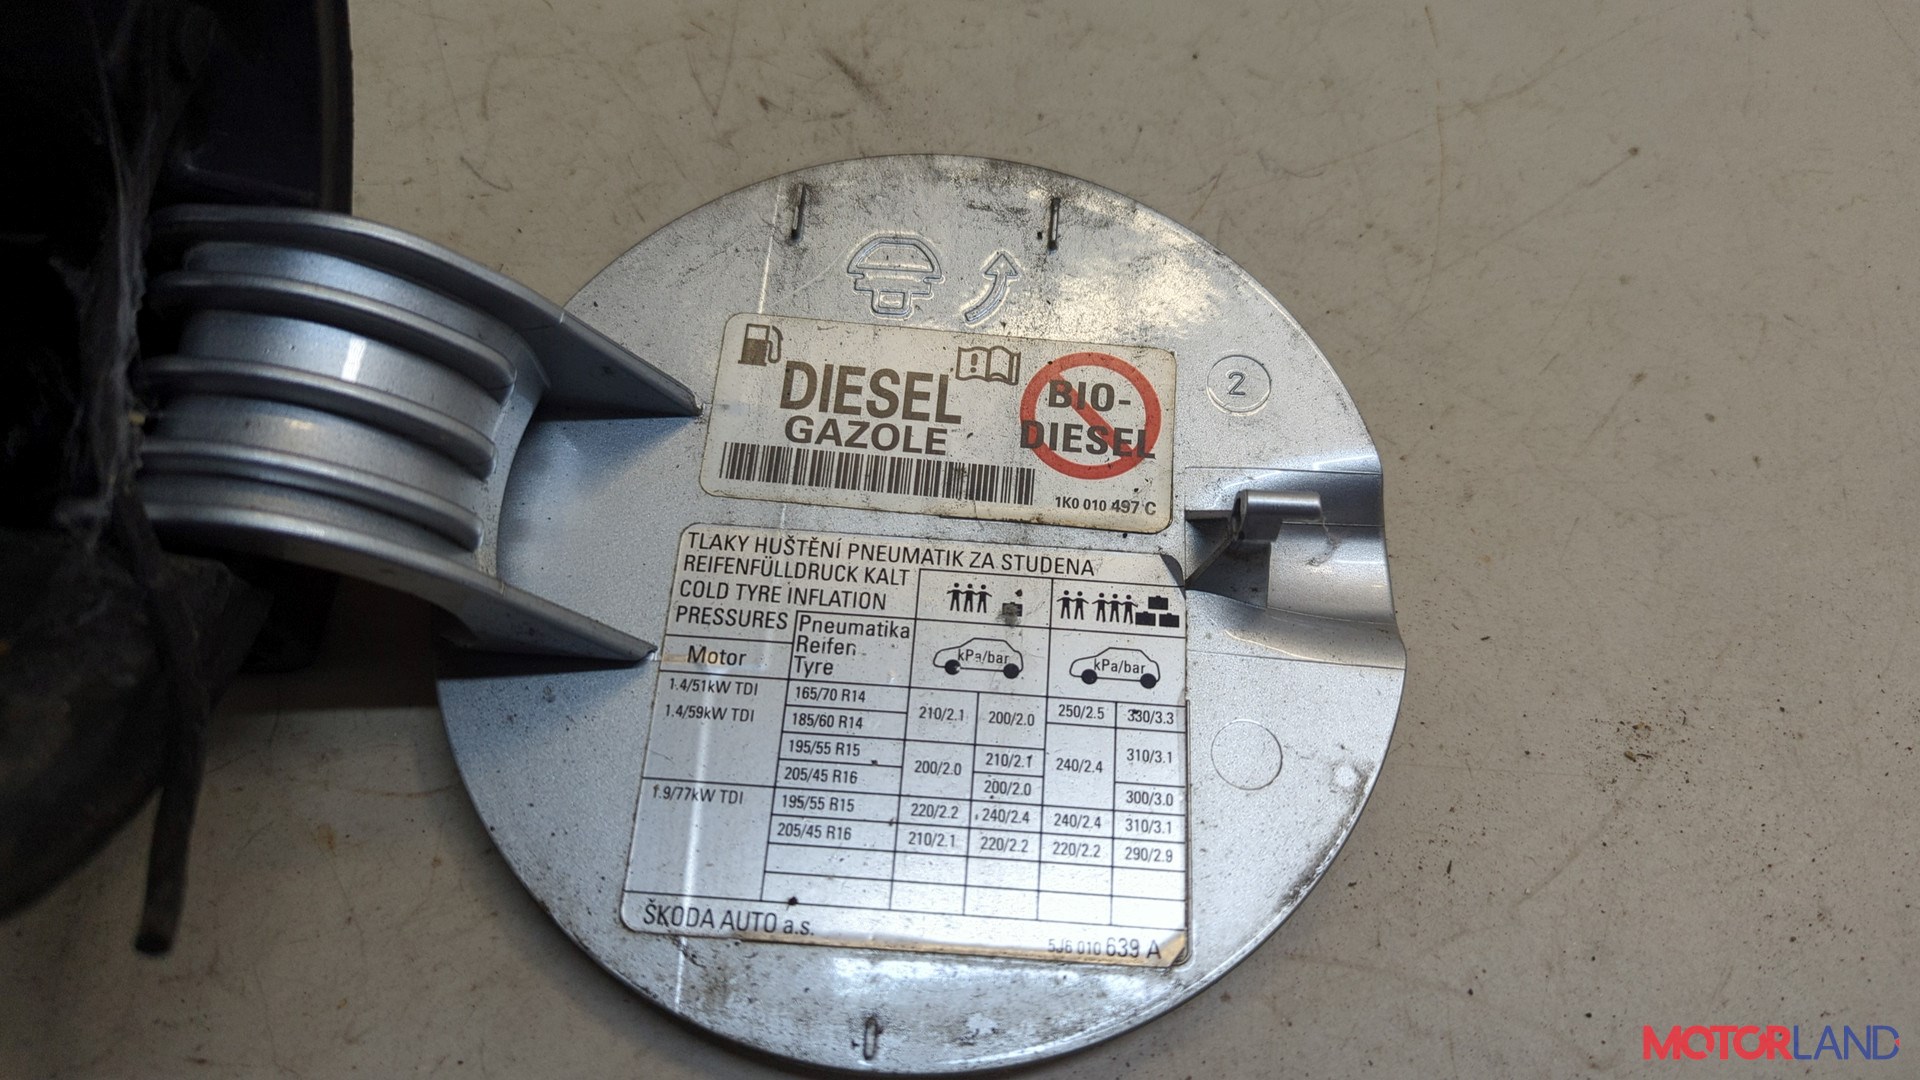 2
DIESEL
GAZOLE
BIO-
DIESEL
1K0 010 497 C
TLAKY HUŠTĚNÍ PNEUMATIK ZA STUDENA
REIFENFÜLLDRUCK KALT
COLD TYRE INFLATION
PRESSURES
Pneumatika
Reifen
Tyre
Motor
kPa/bar kPa/bar
1.4/51kW TDI 165/70 R14 210/2.1 200/2.0 250/2.5 330/3.3
1.4/59kW TDI 185/60 R14
195/55 R15 200/2.0 210/2.1 240/2.4 310/3.1
205/45 R16 200/2.0 300/3.0
1.9/77kW TDI 195/55 R15 220/2.2 240/2.4 240/2.4 310/3.1
205/45 R16 210/2.1 220/2.2 220/2.2 290/2.9
ŠKODA AUTO a.s.
5J6 010 639 A
MOTORLAND